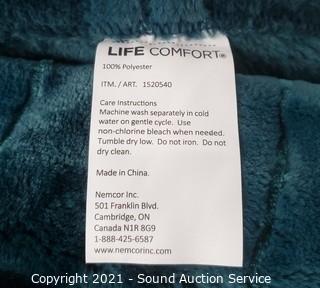 LIFE COMFORT®
100% Polyester
ITM. / ART. 1520540
Care Instructions
Machine wash separately in cold
water on gentle cycle. Use
non-chlorine bleach when needed.
Tumble dry low. Do not iron. Do not
dry clean.
Made in China.
Nemcor Inc.
501 Franklin Blvd.
Cambridge, ON
Canada N1R 8G9
1-888-425-6587
www.nemcorinc.com
Copyright 2021 - Sound Auction Service